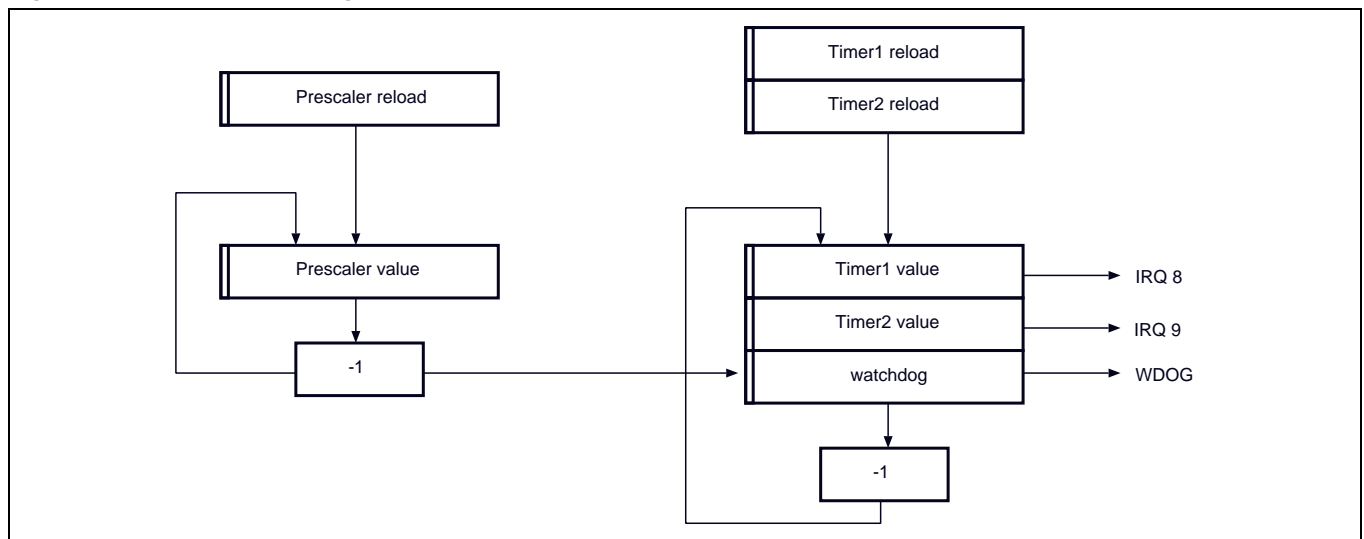 Timer1 reload
Prescaler reload
Timer2 reload
Prescaler value
Timer1 value
IRQ 8
Timer2 value
IRQ 9
-1
watchdog
WDOG
-1